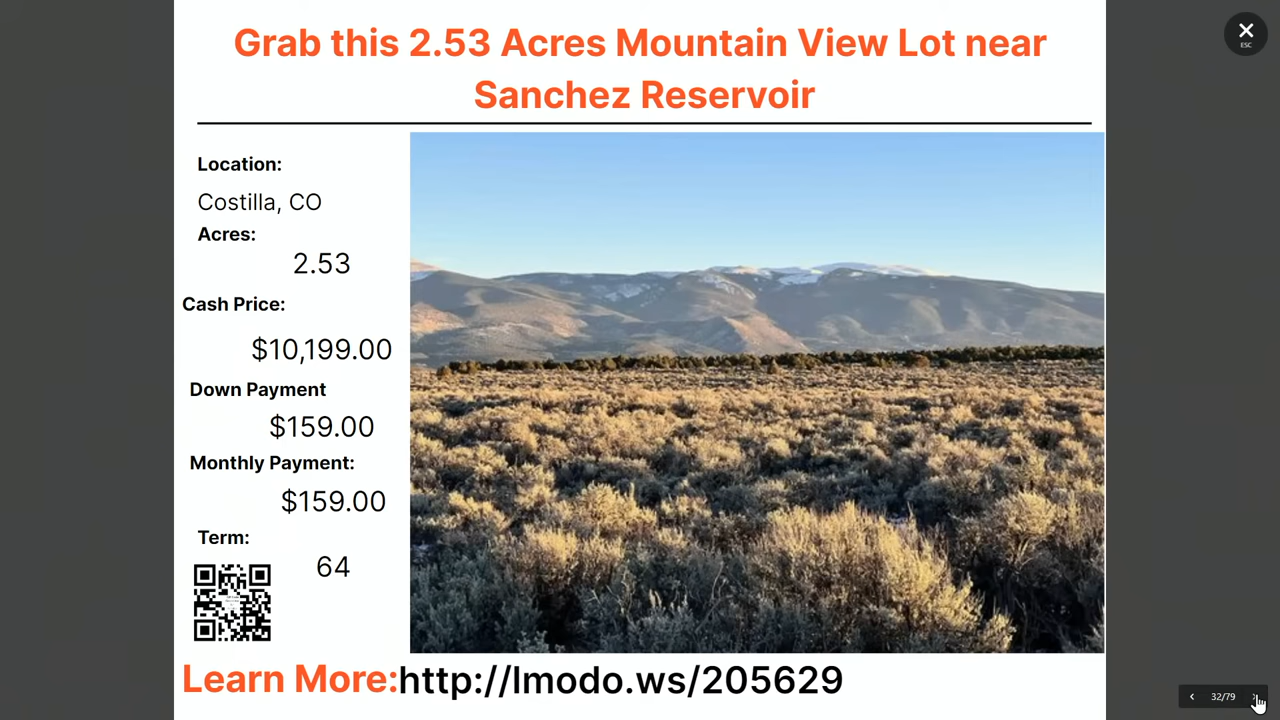 Grab this 2.53 Acres Mountain View Lot near
Sanchez Reservoir
Location:
Costilla, CO
Acres:
2.53
Cash Price:
$10,199.00
Down Payment
$159.00
Monthly Payment:
$159.00
Term:
64
Learn More:http://lmodo.ws/205629
ESC
32/79